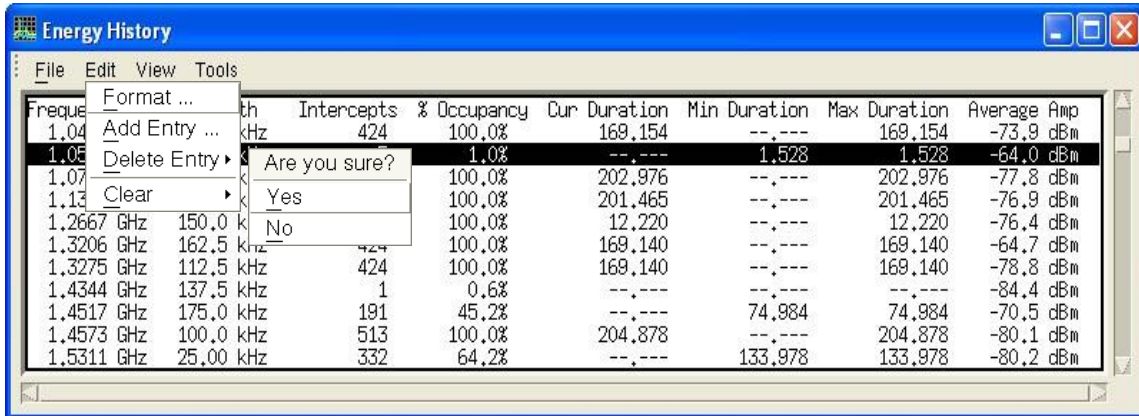 Energy History
File Edit View Tools
Format ...
Add Entry ...
Delete Entry
Clear
Are you sure?
Yes
No
Intercepts % Occupancy Cur Duration Min Duration Max Duration Average Amp
1.04 kHz 424 100.0% 169.154 --.--- 169.154 -73.9 dBm
1.0% --.--- 1.528 1.528 -64.0 dBm
1.07 100.0% 202.976 --.--- 202.976 -77.8 dBm
1.13 100.0% 201.465 --.--- 201.465 -76.9 dBm
1.2667 GHz 150.0 100.0% 12.220 --.--- 12.220 -76.4 dBm
1.3206 GHz 162.5 kHz 424 100.0% 169.140 --.--- 169.140 -64.7 dBm
1.3275 GHz 112.5 kHz 424 100.0% 169.140 --.--- 169.140 -78.8 dBm
1.4344 GHz 137.5 kHz 1 0.6% --.--- --.--- --.--- -84.4 dBm
1.4517 GHz 175.0 kHz 191 45.2% --.--- 74.984 74.984 -70.5 dBm
1.4573 GHz 100.0 kHz 513 100.0% 204.878 --.--- 204.878 -80.1 dBm
1.5311 GHz 25.00 kHz 332 64.2% --.--- 133.978 133.978 -80.2 dBm